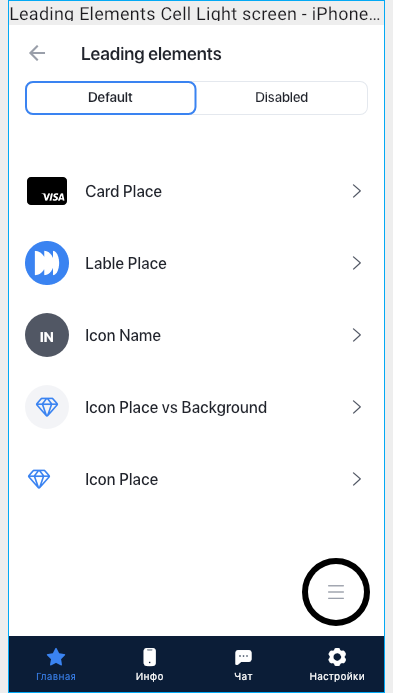 Leading Elements Cell Light screen - iPhone...
Leading elements
Default
Disabled
VISA
Card Place
Lable Place
IN
Icon Name
Icon Place vs Background
Icon Place
Главная
Инфо
Чат
Настройки